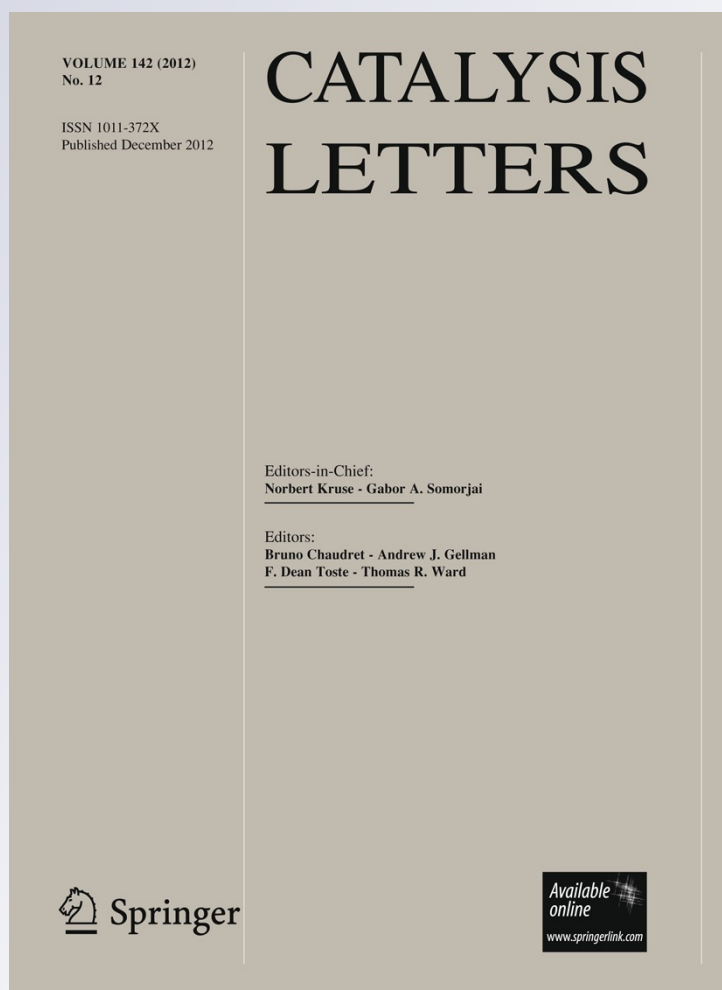 VOLUME 142 (2012)
No. 12
ISSN 1011-372X
Published December 2012
CATALYSIS
LETTERS
Editors-in-Chief:
Norbert Kruse - Gabor A. Somorjai
Editors:
Bruno Chaudret - Andrew J. Gellman
F. Dean Toste - Thomas R. Ward
Springer
Available
online
www.springerlink.com